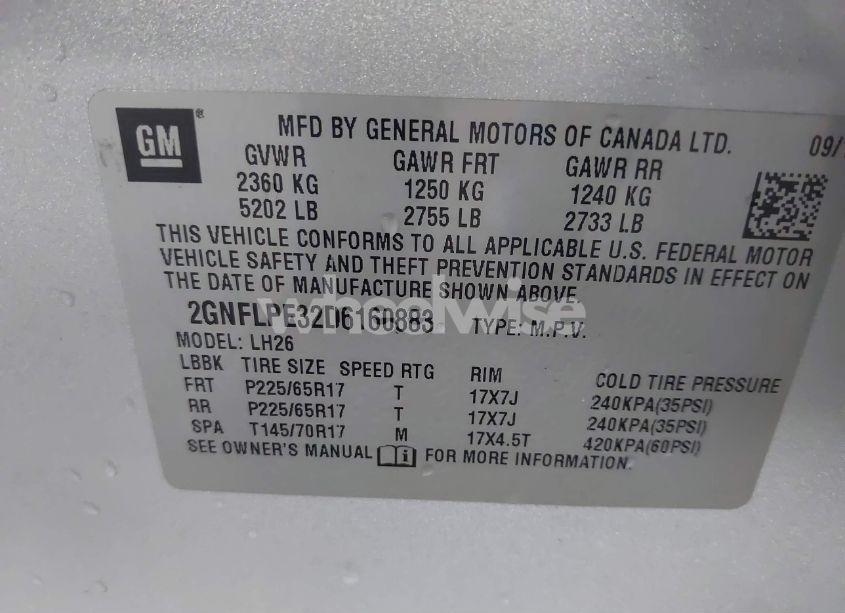 GM®
MFD BY GENERAL MOTORS OF CANADA LTD. 09/
GVWR GAWR FRT GAWR RR
2360 KG 1250 KG 1240 KG
5202 LB 2755 LB 2733 LB
THIS VEHICLE CONFORMS TO ALL APPLICABLE U.S. FEDERAL MOTOR
VEHICLE SAFETY AND THEFT PREVENTION STANDARDS IN EFFECT ON
THE DATE OF MANUFACTURE SHOWN ABOVE.
wheelwise
2GNFLPE32D6160883 TYPE: M.P.V.
MODEL: LH26
LBBK TIRE SIZE SPEED RTG RIM COLD TIRE PRESSURE
FRT P225/65R17 T 17X7J 240KPA(35PSI)
RR P225/65R17 T 17X7J 240KPA(35PSI)
SPA T145/70R17 M 17X4.5T 420KPA(60PSI)
SEE OWNER'S MANUAL i FOR MORE INFORMATION.